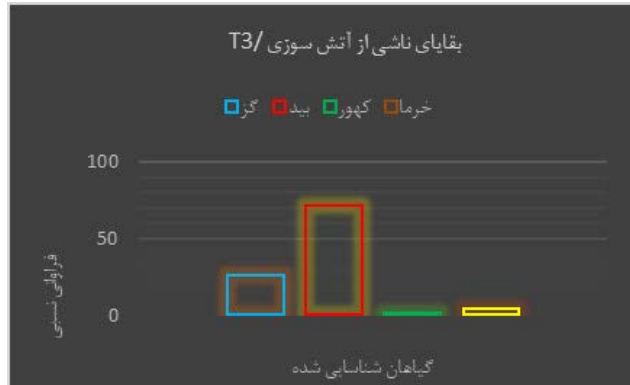 بقایای ناشی از آتش سوزی /T3
گز بید کهور خرما
100
50
0
فراوانی نسبی
گیاهان شناسایی شده